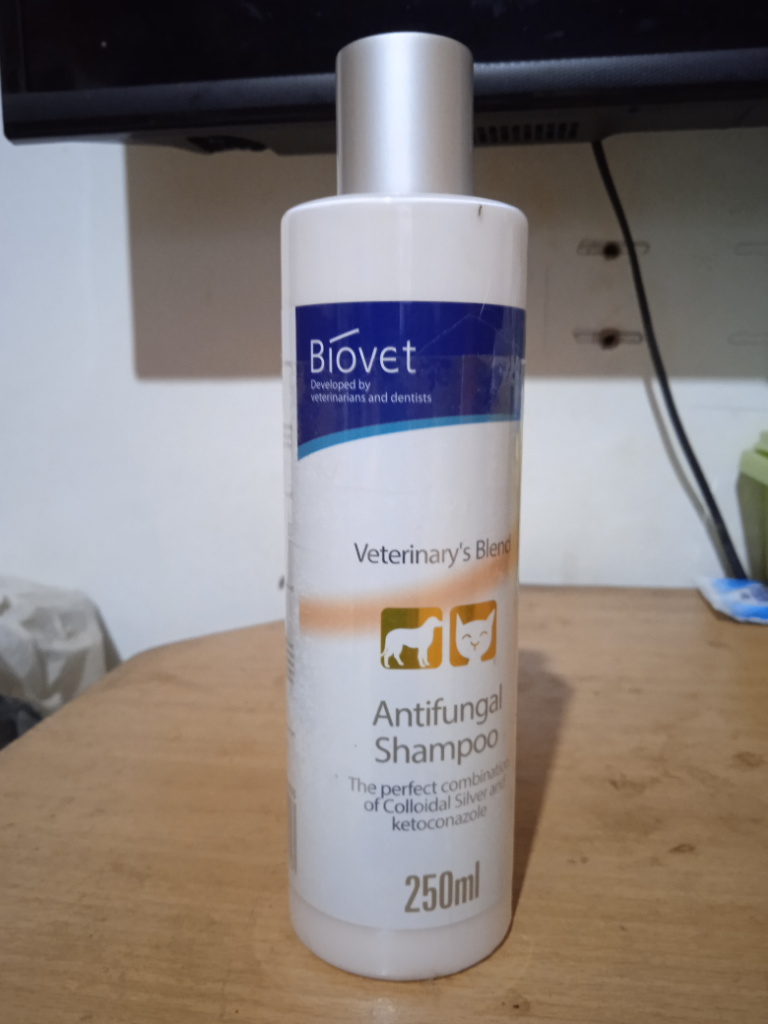 Biovet
Developed by
veterinarians and dentists
Veterinary's Blend
Antifungal
Shampoo
The perfect combination
of Colloidal Silver and
ketoconazole
250ml